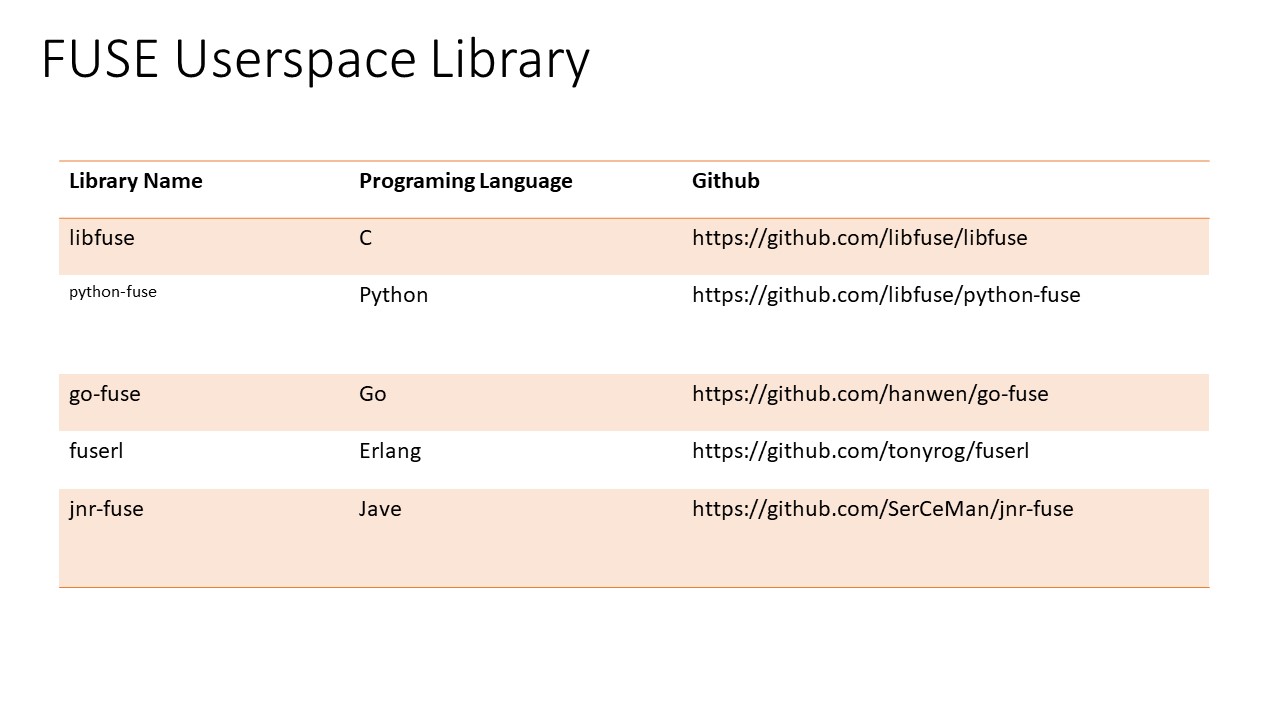 FUSE Userspace Library
Library Name Programing Language Github
libfuse C https://github.com/libfuse/libfuse
python-fuse Python https://github.com/libfuse/python-fuse
go-fuse Go https://github.com/hanwen/go-fuse
fuserl Erlang https://github.com/tonyrog/fuserl
jnr-fuse Jave https://github.com/SerCeMan/jnr-fuse